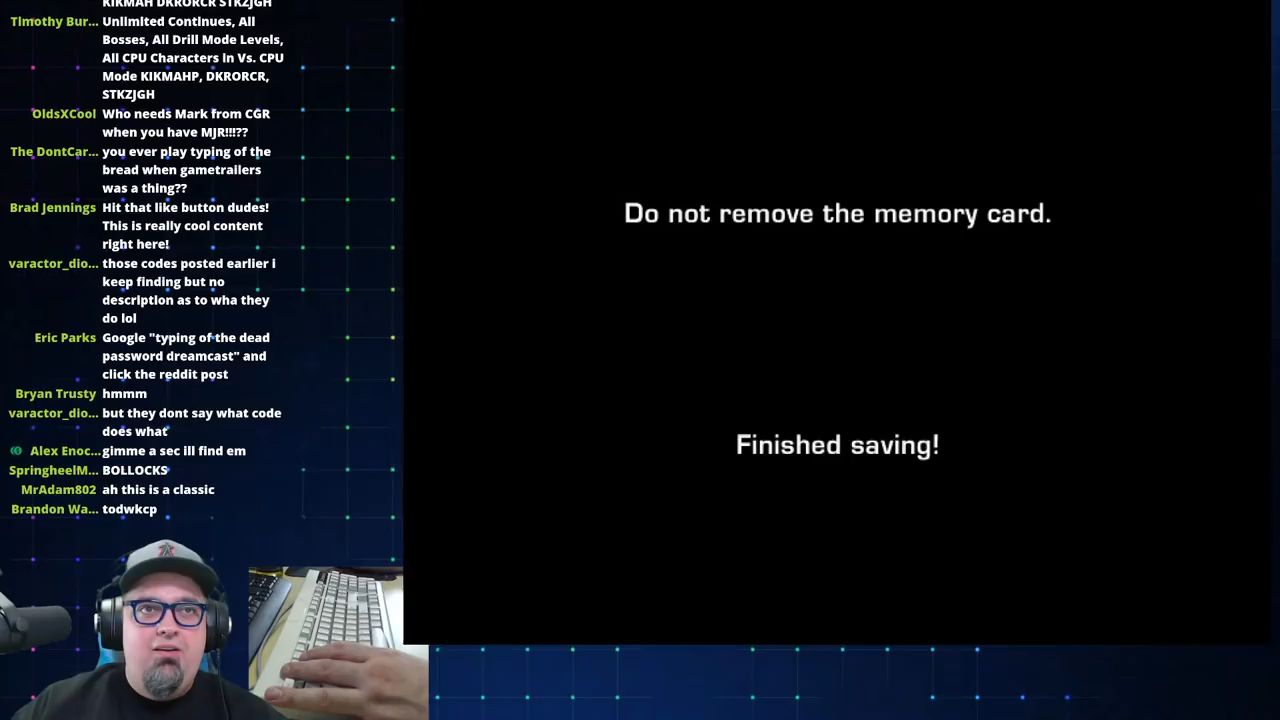 KIKMAH DKRORCR STKZJGH
Timothy Bur... Unlimited Continues, All
Bosses, All Drill Mode Levels,
All CPU Characters In Vs. CPU
Mode KIKMAHP, DKRORCR,
STKZJGH
OldsXCool Who needs Mark from CGR
when you have MJR!!!??
The DontCar... you ever play typing of the
bread when gametrailers
was a thing??
Brad Jennings Hit that like button dudes!
This is really cool content
right here!
varactor_dio... those codes posted earlier i
keep finding but no
description as to wha they
do lol
Eric Parks Google "typing of the dead
password dreamcast" and
click the reddit post
Bryan Trusty hmmm
varactor_dio... but they dont say what code
does what
Alex Enoc... gimme a sec ill find em
SpringheelM... BOLLOCKS
MrAdam802 ah this is a classic
Brandon Wa... todwkcp
Do not remove the memory card.
Finished saving!